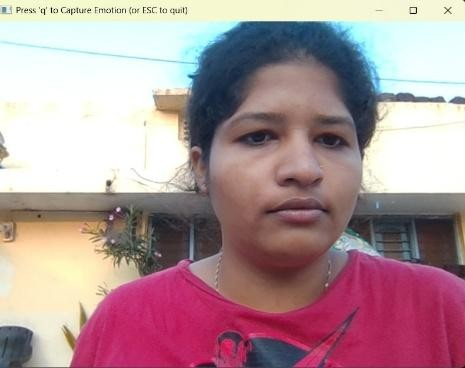 Press 'q' to Capture Emotion (or ESC to quit)